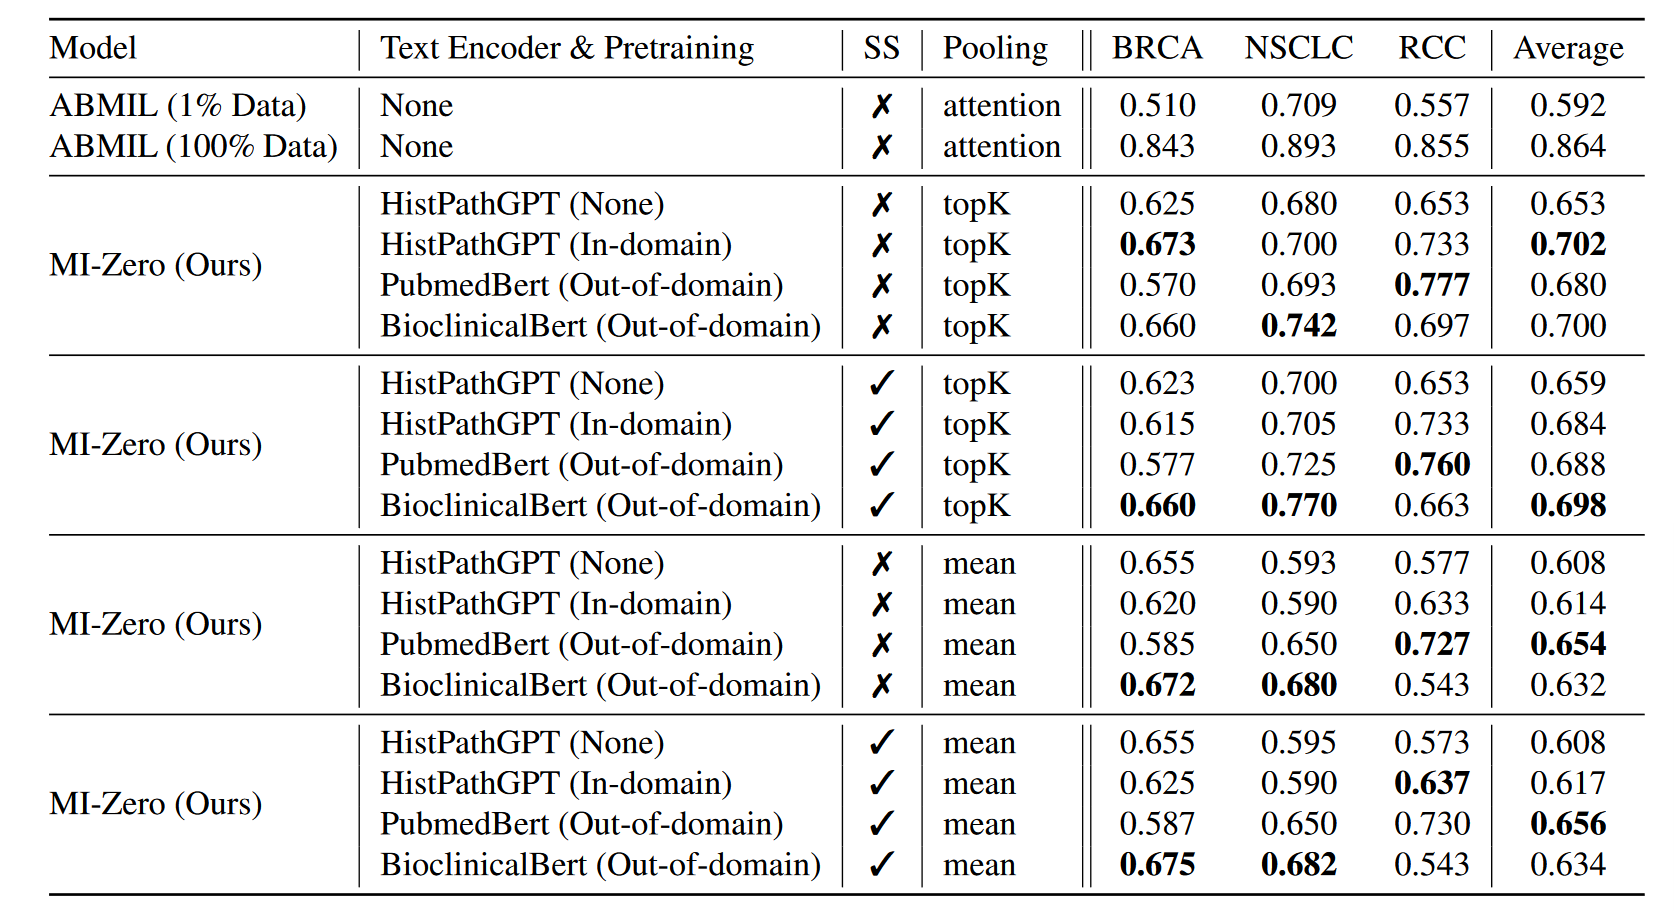 Model Text Encoder & Pretraining SS Pooling BRCA NSCLC RCC Average
ABMIL (1% Data) None ✗ attention 0.510 0.709 0.557 0.592
ABMIL (100% Data) None ✗ attention 0.843 0.893 0.855 0.864
MI-Zero (Ours)
HistPathGPT (None) ✗ topK 0.625 0.680 0.653 0.653
HistPathGPT (In-domain) ✗ topK 0.673 0.700 0.733 0.702
PubmedBert (Out-of-domain) ✗ topK 0.570 0.693 0.777 0.680
BioclinicalBert (Out-of-domain) ✗ topK 0.660 0.742 0.697 0.700
MI-Zero (Ours)
HistPathGPT (None) ✓ topK 0.623 0.700 0.653 0.659
HistPathGPT (In-domain) ✓ topK 0.615 0.705 0.733 0.684
PubmedBert (Out-of-domain) ✓ topK 0.577 0.725 0.760 0.688
BioclinicalBert (Out-of-domain) ✓ topK 0.660 0.770 0.663 0.698
MI-Zero (Ours)
HistPathGPT (None) ✗ mean 0.655 0.593 0.577 0.608
HistPathGPT (In-domain) ✗ mean 0.620 0.590 0.633 0.614
PubmedBert (Out-of-domain) ✗ mean 0.585 0.650 0.727 0.654
BioclinicalBert (Out-of-domain) ✗ mean 0.672 0.680 0.543 0.632
MI-Zero (Ours)
HistPathGPT (None) ✓ mean 0.655 0.595 0.573 0.608
HistPathGPT (In-domain) ✓ mean 0.625 0.590 0.637 0.617
PubmedBert (Out-of-domain) ✓ mean 0.587 0.650 0.730 0.656
BioclinicalBert (Out-of-domain) ✓ mean 0.675 0.682 0.543 0.634